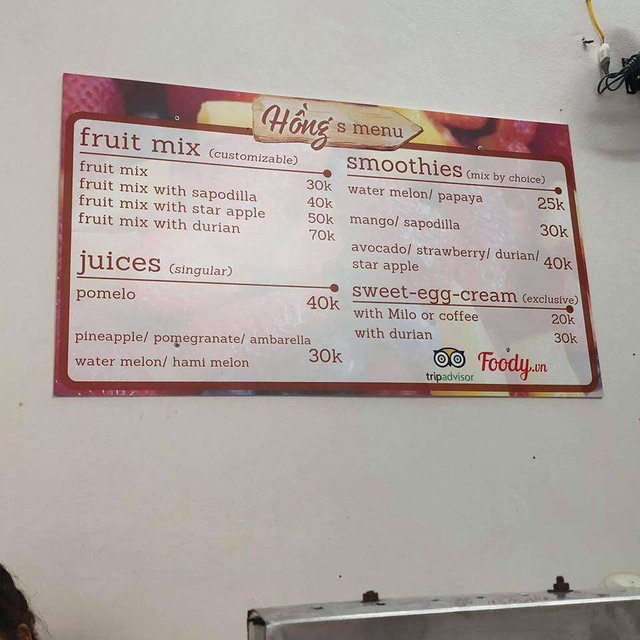 Hồng s menu
fruit mix (customizable)
fruit mix 30k
fruit mix with sapodilla 40k
fruit mix with star apple 50k
fruit mix with durian 70k
juices (singular)
pomelo 40k
pineapple/ pomegranate/ ambarella
water melon/ hami melon 30k
smoothies (mix by choice)
water melon/ papaya 25k
mango/ sapodilla 30k
avocado/ strawberry/ durian/
star apple 40k
sweet-egg-cream (exclusive)
with Milo or coffee 20k
with durian 30k
tripadvisor
Foody.vn